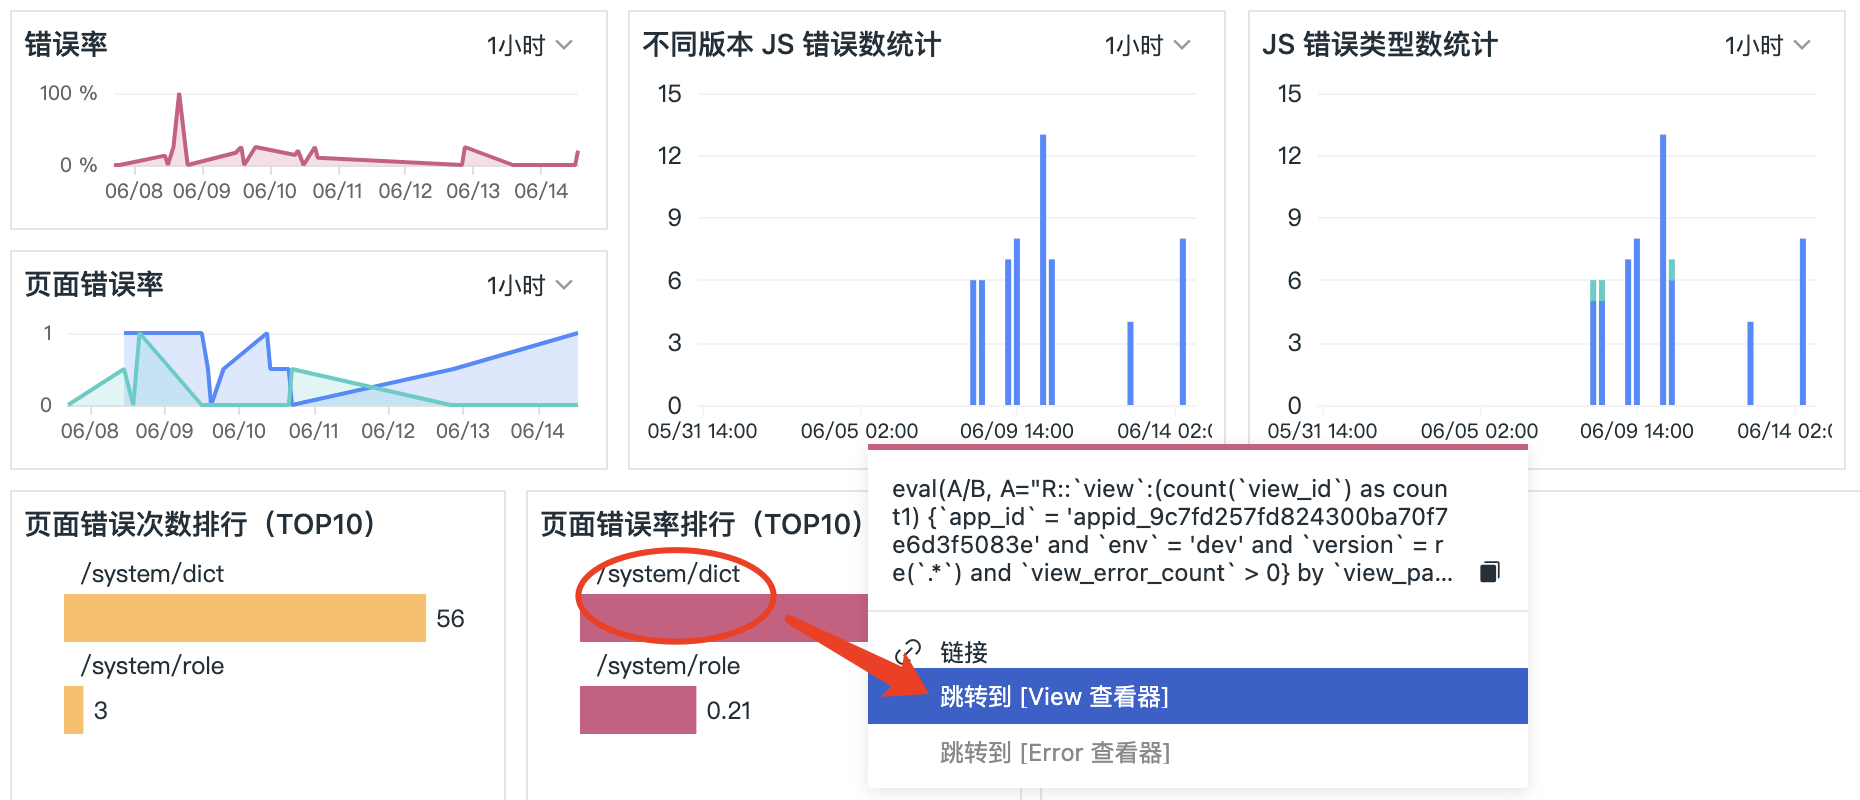 错误率
1小时
100 %
0 %
06/08 06/09 06/10 06/11 06/12 06/13 06/14
不同版本 JS 错误数统计
1小时
15
12
9
6
3
0
05/31 14:00 06/05 02:00 06/09 14:00 06/14 02:
JS 错误类型数统计
1小时
15
12
9
6
3
0
05/31 14:00 06/05 02:00 06/09 14:00 06/14 02:
页面错误率
1小时
1
0
06/08 06/09 06/10 06/11 06/12 06/13 06/14
页面错误次数排行（TOP10）
/system/dict
56
/system/role
3
页面错误率排行（TOP10）
/system/dict
/system/role
0.21
eval(A/B, A="R::`view`:(count(`view_id`) as coun
t1) {`app_id` = 'appid_9c7fd257fd824300ba70f7
e6d3f5083e' and `env` = 'dev' and `version` = r
e(`.*`) and `view_error_count` > 0} by `view_pa...
链接
跳转到 [View 查看器]
跳转到 [Error 查看器]